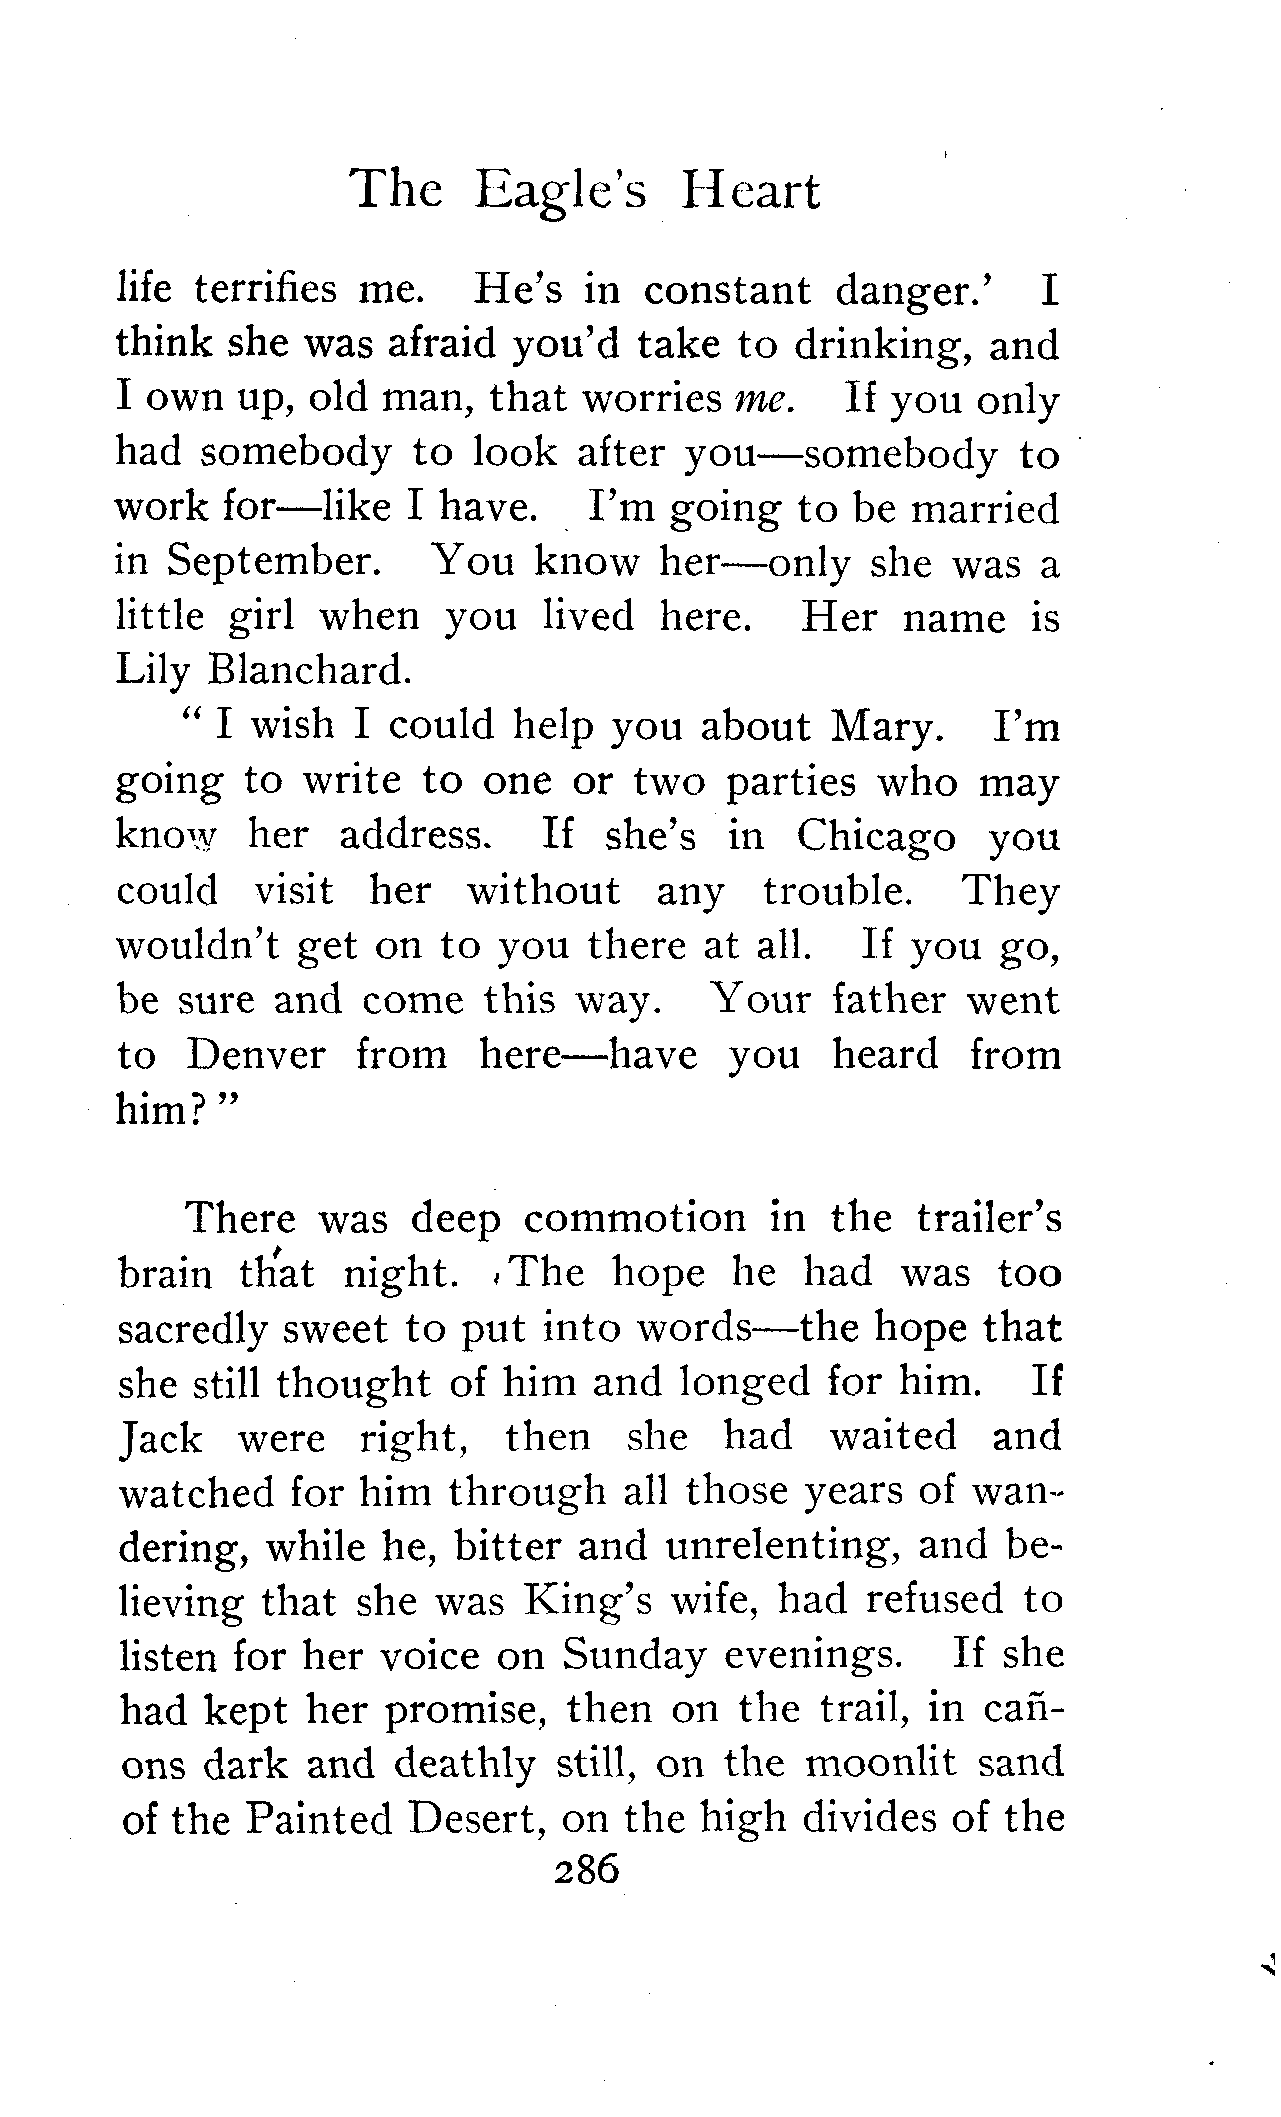 The Eagle's Heart
life terrifies me. He's in constant danger.' I
think she was afraid you'd take to drinking, and
I own up, old man, that worries me. If you only
had somebody to look after you—somebody to
work for—like I have. I'm going to be married
in September. You know her—only she was a
little girl when you lived here. Her name is
Lily Blanchard.
“ I wish I could help you about Mary. I'm
going to write to one or two parties who may
know her address. If she's in Chicago you
could visit her without any trouble. They
wouldn't get on to you there at all. If you go,
be sure and come this way. Your father went
to Denver from here—have you heard from
him? ”
There was deep commotion in the trailer's
brain that night. The hope he had was too
sacredly sweet to put into words—the hope that
she still thought of him and longed for him. If
Jack were right, then she had waited and
watched for him through all those years of wan-
dering, while he, bitter and unrelenting, and be-
lieving that she was King's wife, had refused to
listen for her voice on Sunday evenings. If she
had kept her promise, then on the trail, in cañ-
ons dark and deathly still, on the moonlit sand
of the Painted Desert, on the high divides of the
286